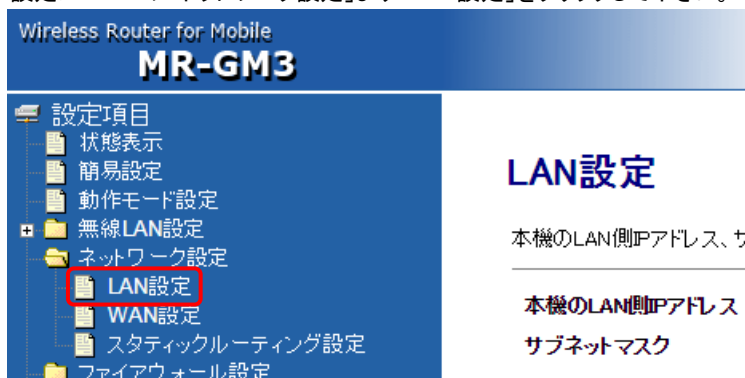 Wireless Router for Mobile
MR-GM3
設定項目
状態表示
簡易設定
動作モード設定
無線LAN設定
ネットワーク設定
LAN設定
WAN設定
スタティックルーティング設定
ファイアウォール設定
LAN設定
本機のLAN側IPアドレス、サ
本機のLAN側IPアドレス
サブネットマスク